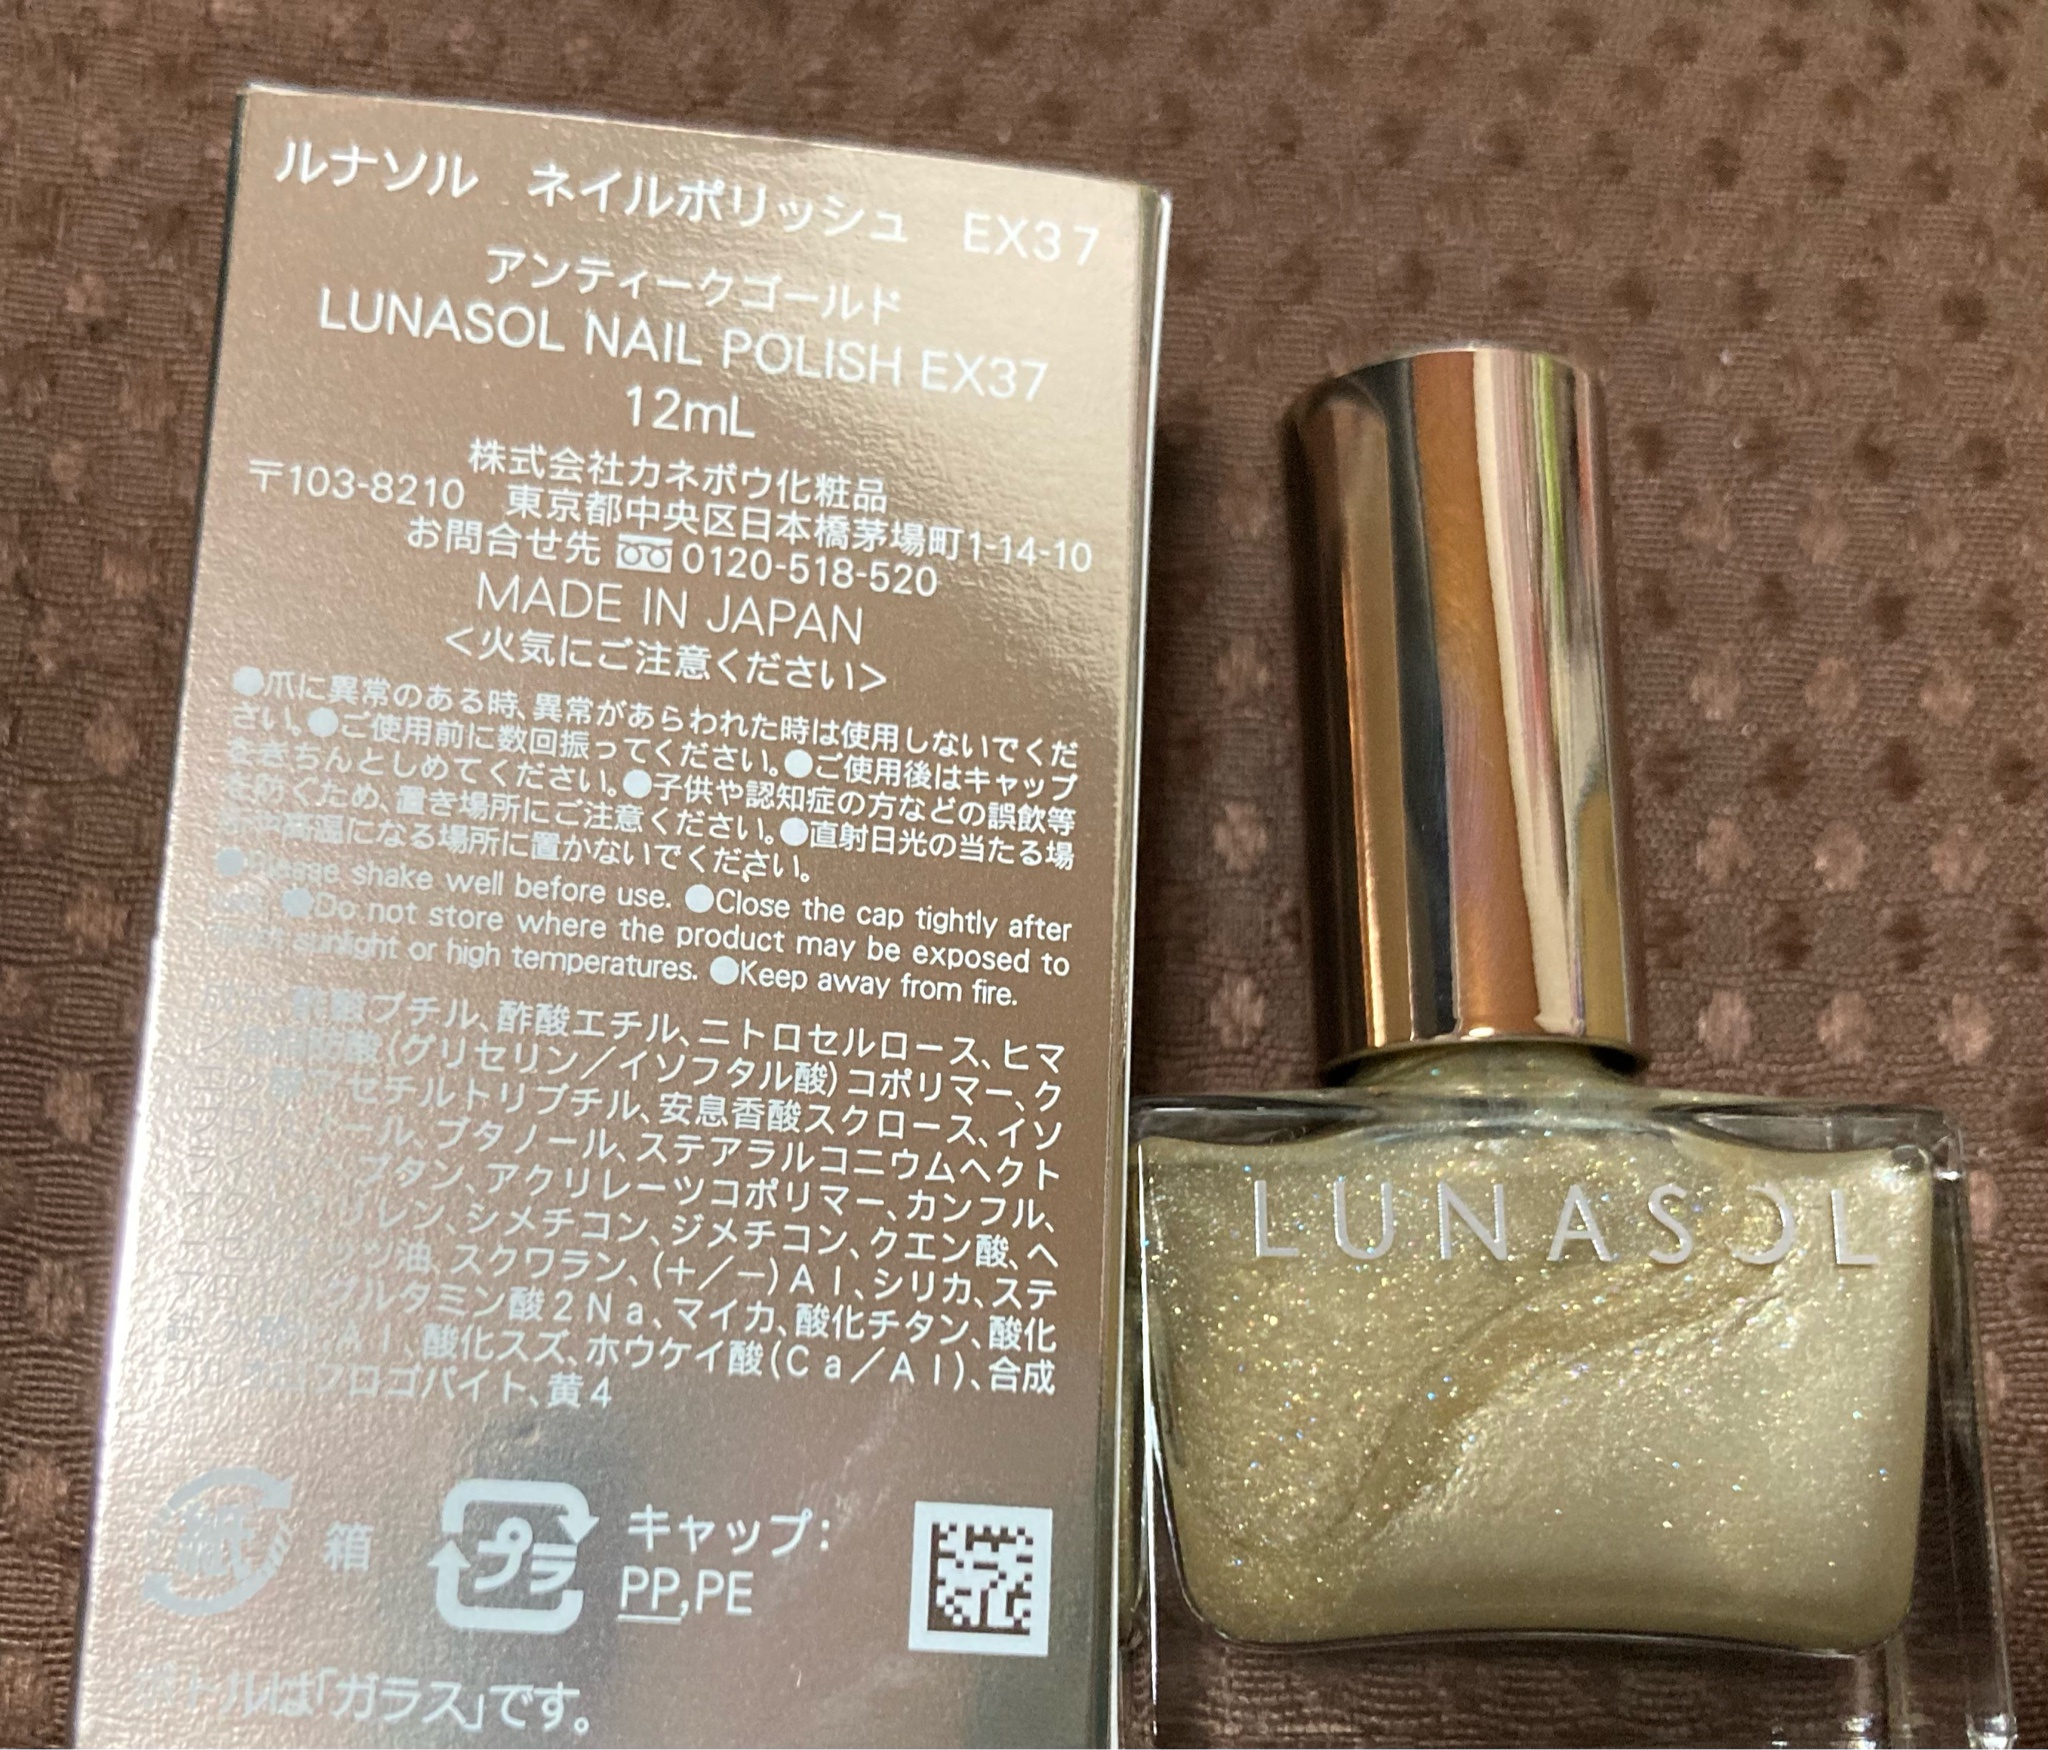 ルナソル ネイルポリッシュ EX37
アンティークゴールド
LUNASOL NAIL POLISH EX37
12mL
株式会社カネボウ化粧品
〒103-8210 東京都中央区日本橋茅場町1-14-10
お問合せ先 0120-518-520
MADE IN JAPAN
<火気にご注意ください>
●爪に異常のある時、異常があらわれた時は使用しないでくだ
さい。●ご使用前に数回振ってください。●ご使用後はキャップ
をきちんとしめてください。●子供や認知症の方などの誤飲等
を防ぐため、置き場所にご注意ください。●直射日光の当たる場
高温になる場所に置かないでください。
●Please shake well before use. ●Close the cap tightly after
●Do not store where the product may be exposed to
sunlight or high temperatures. ●Keep away from fire.
酢酸ブチル、酢酸エチル、ニトロセルロース、ヒマ
(グリセリン/イソフタル酸)コポリマー、ク
アセチルトリブチル、安息香酸スクロース、イソ
ール、ブタノール、ステアラルコニウムヘクト
ブタン、アクリレーツコポリマー、カンフル、
リレン、シメチコン、ジメチコン、クエン酸、ヘ
油、スクワラン、(+/-)Al、シリカ、ステ
グルタミン酸2Na、マイカ、酸化チタン、酸化
Al、酸化スズ、ホウケイ酸(Ca/Al)、合成
フロゴパイト、黄4
紙 箱 プラ キャップ:
PP,PE
ボトルは「ガラス」です。
LUNASOL